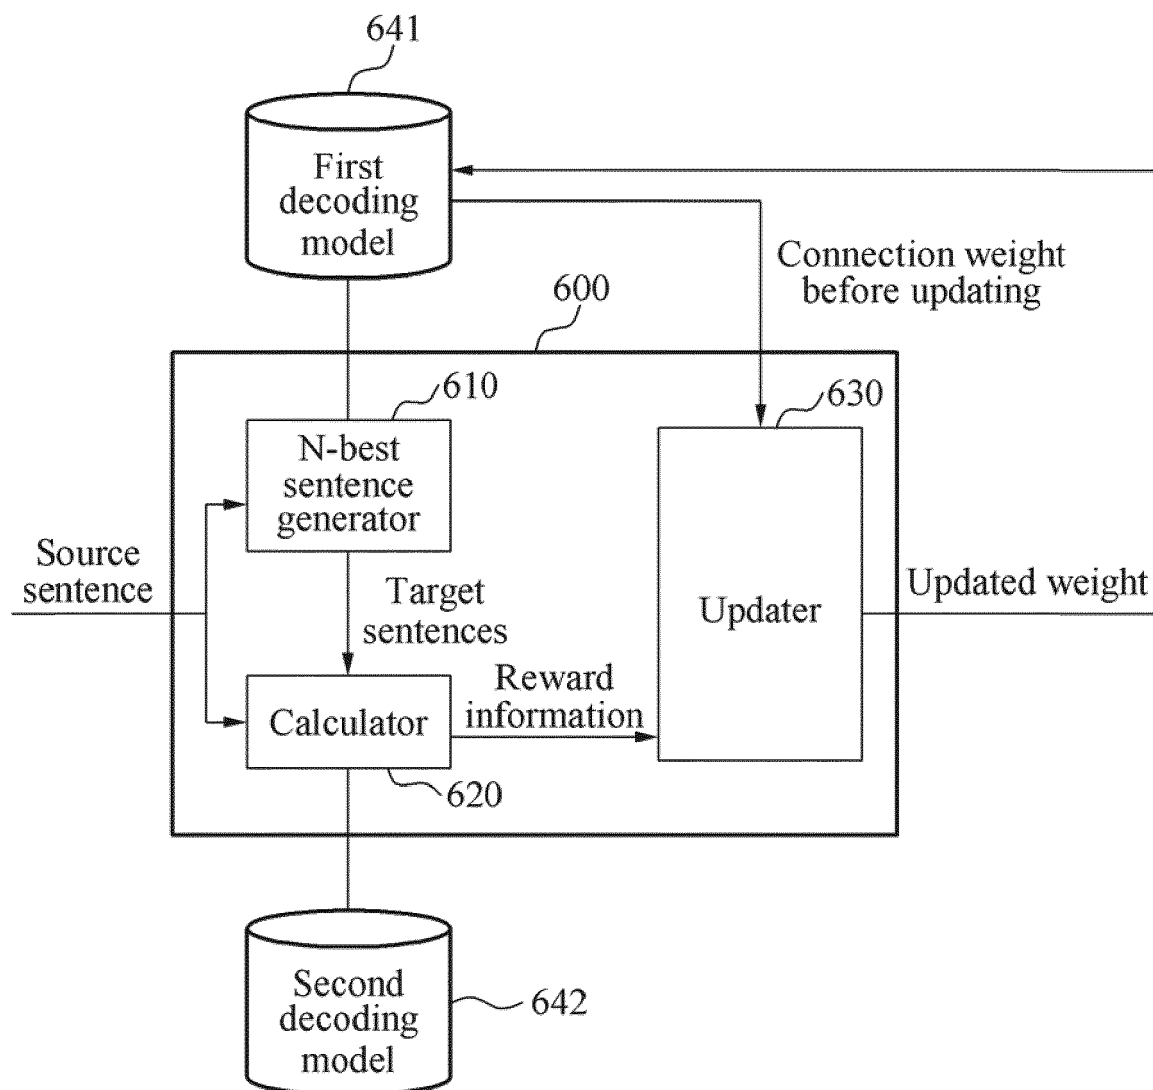 641
First
decoding
model
Connection weight
before updating
600
610
630
N-best
sentence
generator
Source
sentence
Target
sentences
Updater
Updated weight
Reward
information
Calculator
620
Second
decoding
model
642